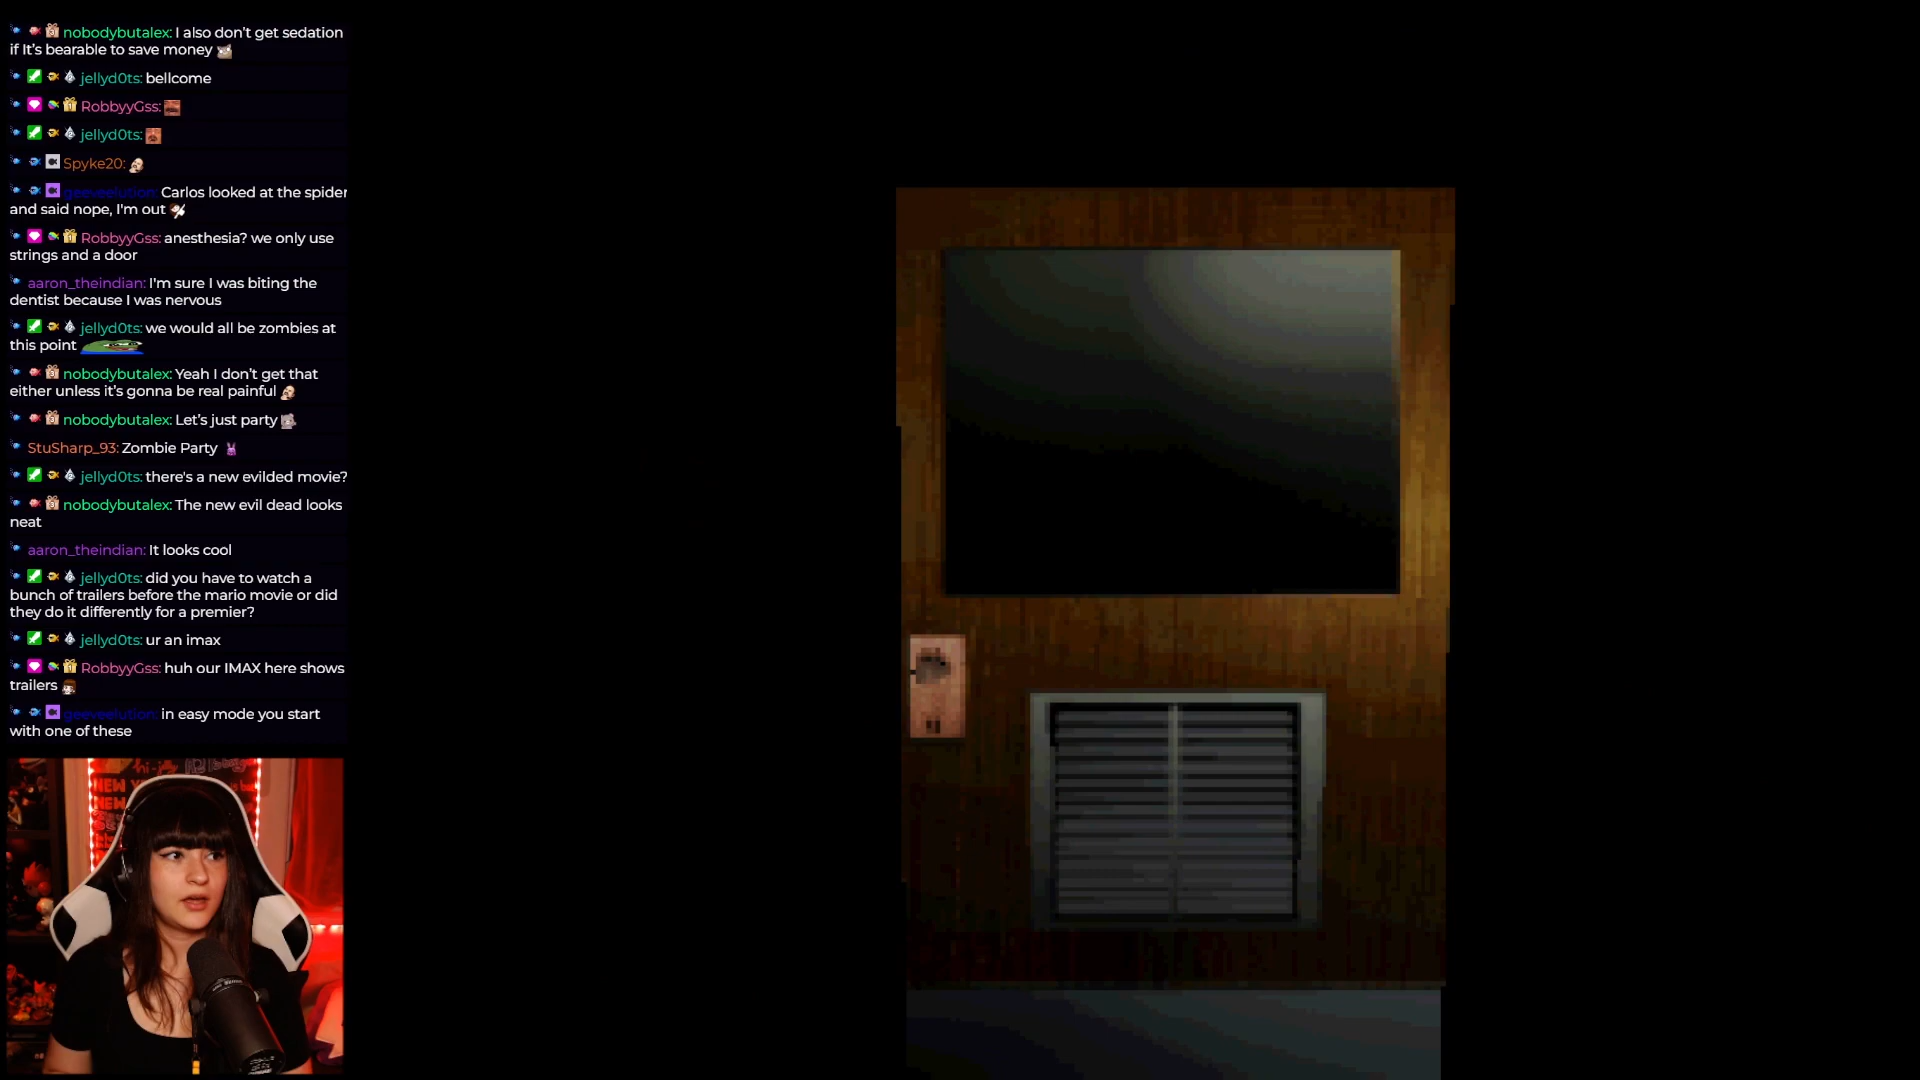 nobodybutalex: I also don't get sedation
if It's bearable to save money
jellyd0ts: bellcome
RobbyyGss:
jellyd0ts:
Spyke20:
geeveelution: Carlos looked at the spider
and said nope, I'm out
RobbyyGss: anesthesia? we only use
strings and a door
aaron_theindian: I'm sure I was biting the
dentist because I was nervous
jellyd0ts: we would all be zombies at
this point
nobodybutalex: Yeah I don't get that
either unless it's gonna be real painful
nobodybutalex: Let's just party
StuSharp_93: Zombie Party
jellyd0ts: there's a new evilded movie?
nobodybutalex: The new evil dead looks
neat
aaron_theindian: It looks cool
jellyd0ts: did you have to watch a
bunch of trailers before the mario movie or did
they do it differently for a premier?
jellyd0ts: ur an imax
RobbyyGss: huh our IMAX here shows
trailers
geeveelution: in easy mode you start
with one of these